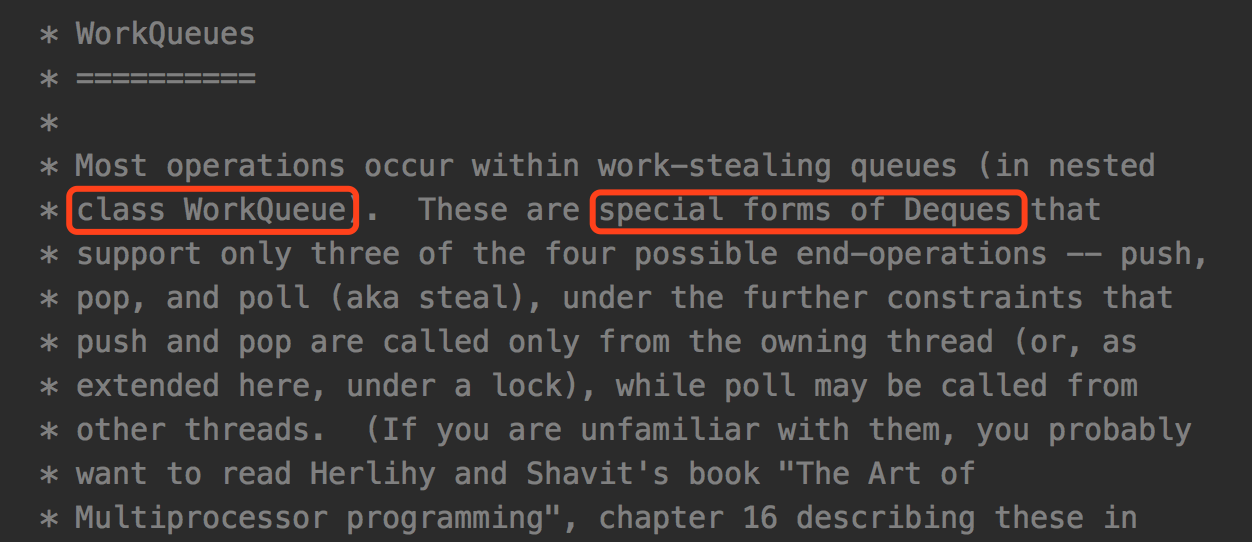 * WorkQueues
* ==========
*
* Most operations occur within work-stealing queues (in nested
* class WorkQueue).  These are special forms of Deques that
* support only three of the four possible end-operations -- push,
* pop, and poll (aka steal), under the further constraints that
* push and pop are called only from the owning thread (or, as
* extended here, under a lock), while poll may be called from
* other threads.  (If you are unfamiliar with them, you probably
* want to read Herlihy and Shavit's book "The Art of
* Multiprocessor programming", chapter 16 describing these in